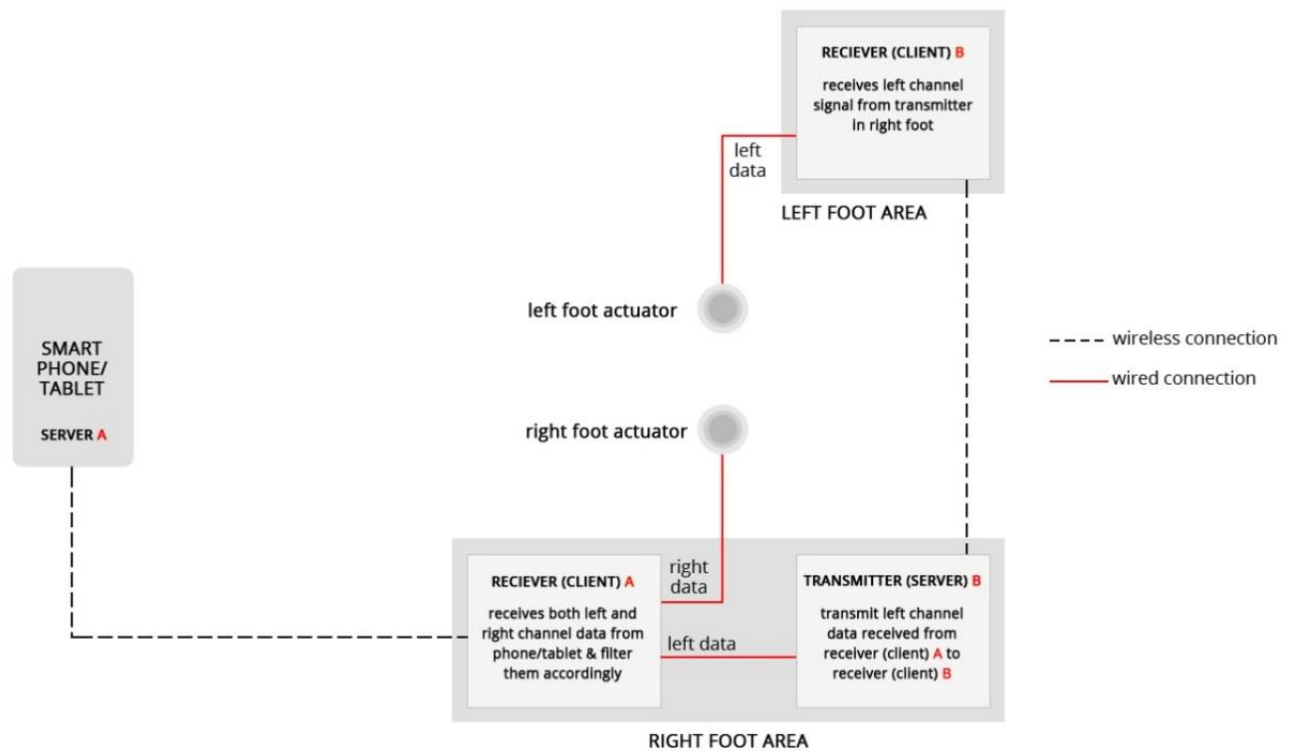 RECIEVER (CLIENT) B
receives left channel
signal from transmitter
in right foot
left
data
LEFT FOOT AREA
left foot actuator
SMART
PHONE/
TABLET
SERVER A
wireless connection
wired connection
right foot actuator
right
data
RECIEVER (CLIENT) A
receives both left and
right channel data from
phone/tablet & filter
them accordingly
left data
TRANSMITTER (SERVER) B
transmit left channel
data received from
receiver (client) A to
receiver (client) B
RIGHT FOOT AREA